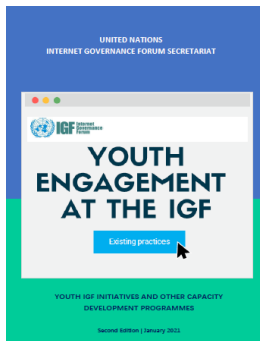 UNITED NATIONS
INTERNET GOVERNANCE FORUM SECRETARIAT
IGF Internet
Governance
Forum
YOUTH
ENGAGEMENT
AT THE IGF
Existing practices
YOUTH IGF INITIATIVES AND OTHER CAPACITY
DEVELOPMENT PROGRAMMES
Second Edition | January 2021